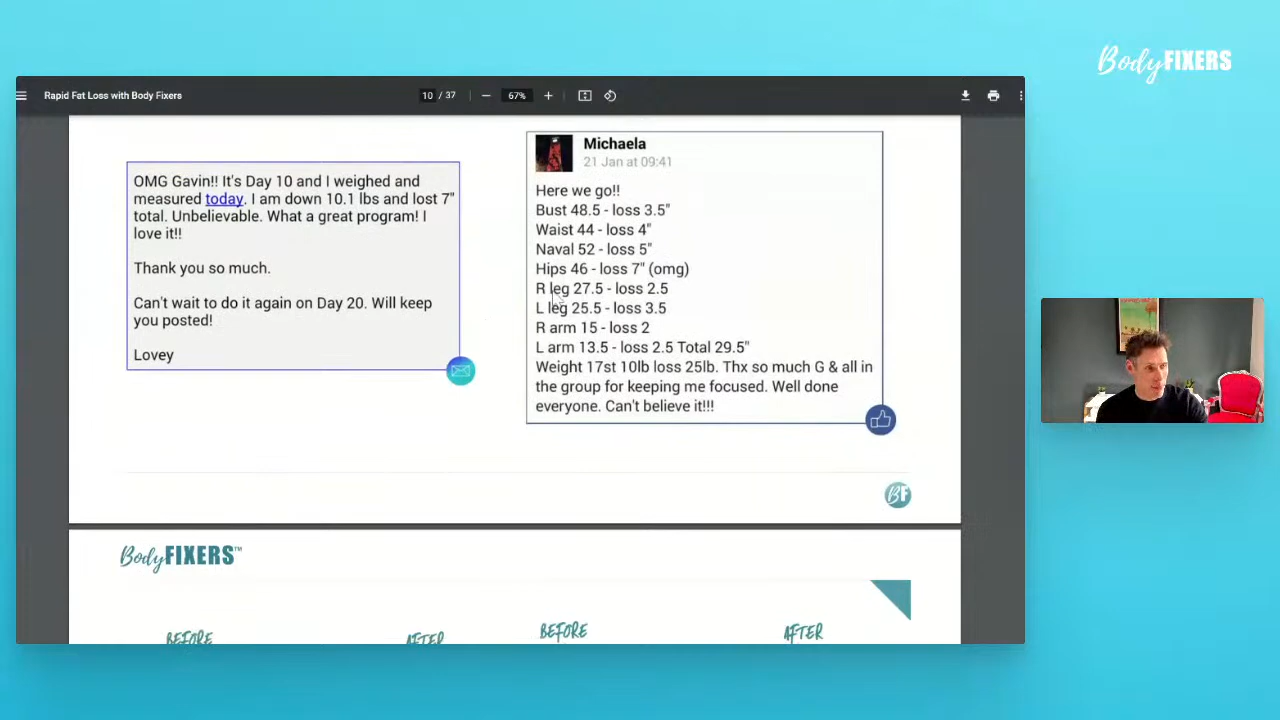 BodyFIXERS
Rapid Fat Loss with Body Fixers
10 / 37
67%
OMG Gavin!! It's Day 10 and I weighed and
measured today. I am down 10.1 lbs and lost 7"
total. Unbelievable. What a great program! I
love it!!
Thank you so much.
Can't wait to do it again on Day 20. Will keep
you posted!
Lovey
Michaela
21 Jan at 09:41
Here we go!!
Bust 48.5 - loss 3.5"
Waist 44 - loss 4"
Naval 52 - loss 5"
Hips 46 - loss 7" (omg)
R leg 27.5 - loss 2.5
L leg 25.5 - loss 3.5
R arm 15 - loss 2
L arm 13.5 - loss 2.5 Total 29.5"
Weight 17st 10lb loss 25lb. Thx so much G & all in
the group for keeping me focused. Well done
everyone. Can't believe it!!!
BF
BodyFIXERS™
BEFORE AFTER BEFORE AFTER